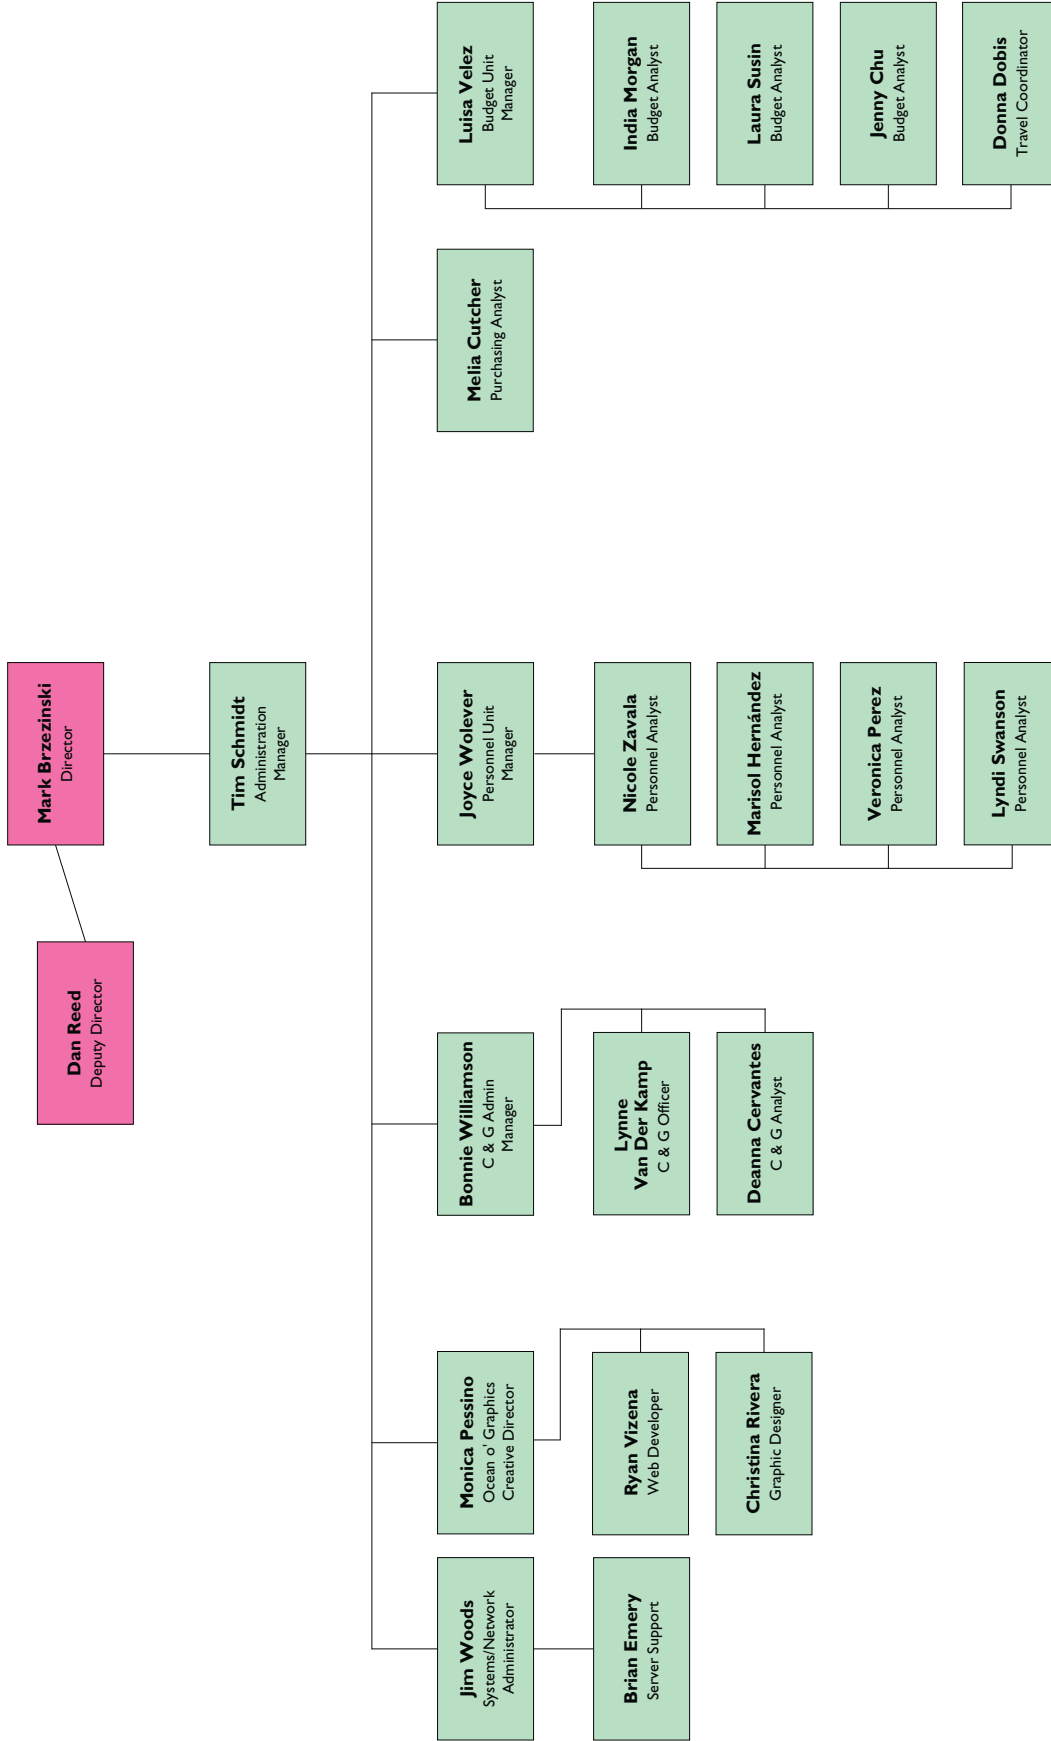 Mark Brzezinski
Director
Dan Reed
Deputy Director
Tim Schmidt
Administration
Manager
Jim Woods
Systems/Network
Administrator
Monica Pessino
Ocean o' Graphics
Creative Director
Bonnie Williamson
C & G Admin
Manager
Joyce Wolever
Personnel Unit
Manager
Melia Cutcher
Purchasing Analyst
Luisa Velez
Budget Unit
Manager
Brian Emery
Server Support
Ryan Vizena
Web Developer
Lynne
Van Der Kamp
C & G Officer
Nicole Zavala
Personnel Analyst
India Morgan
Budget Analyst
Christina Rivera
Graphic Designer
Deanna Cervantes
C & G Analyst
Marisol Hernández
Personnel Analyst
Laura Susin
Budget Analyst
Veronica Perez
Personnel Analyst
Jenny Chu
Budget Analyst
Lyndi Swanson
Personnel Analyst
Donna Dobis
Travel Coordinator